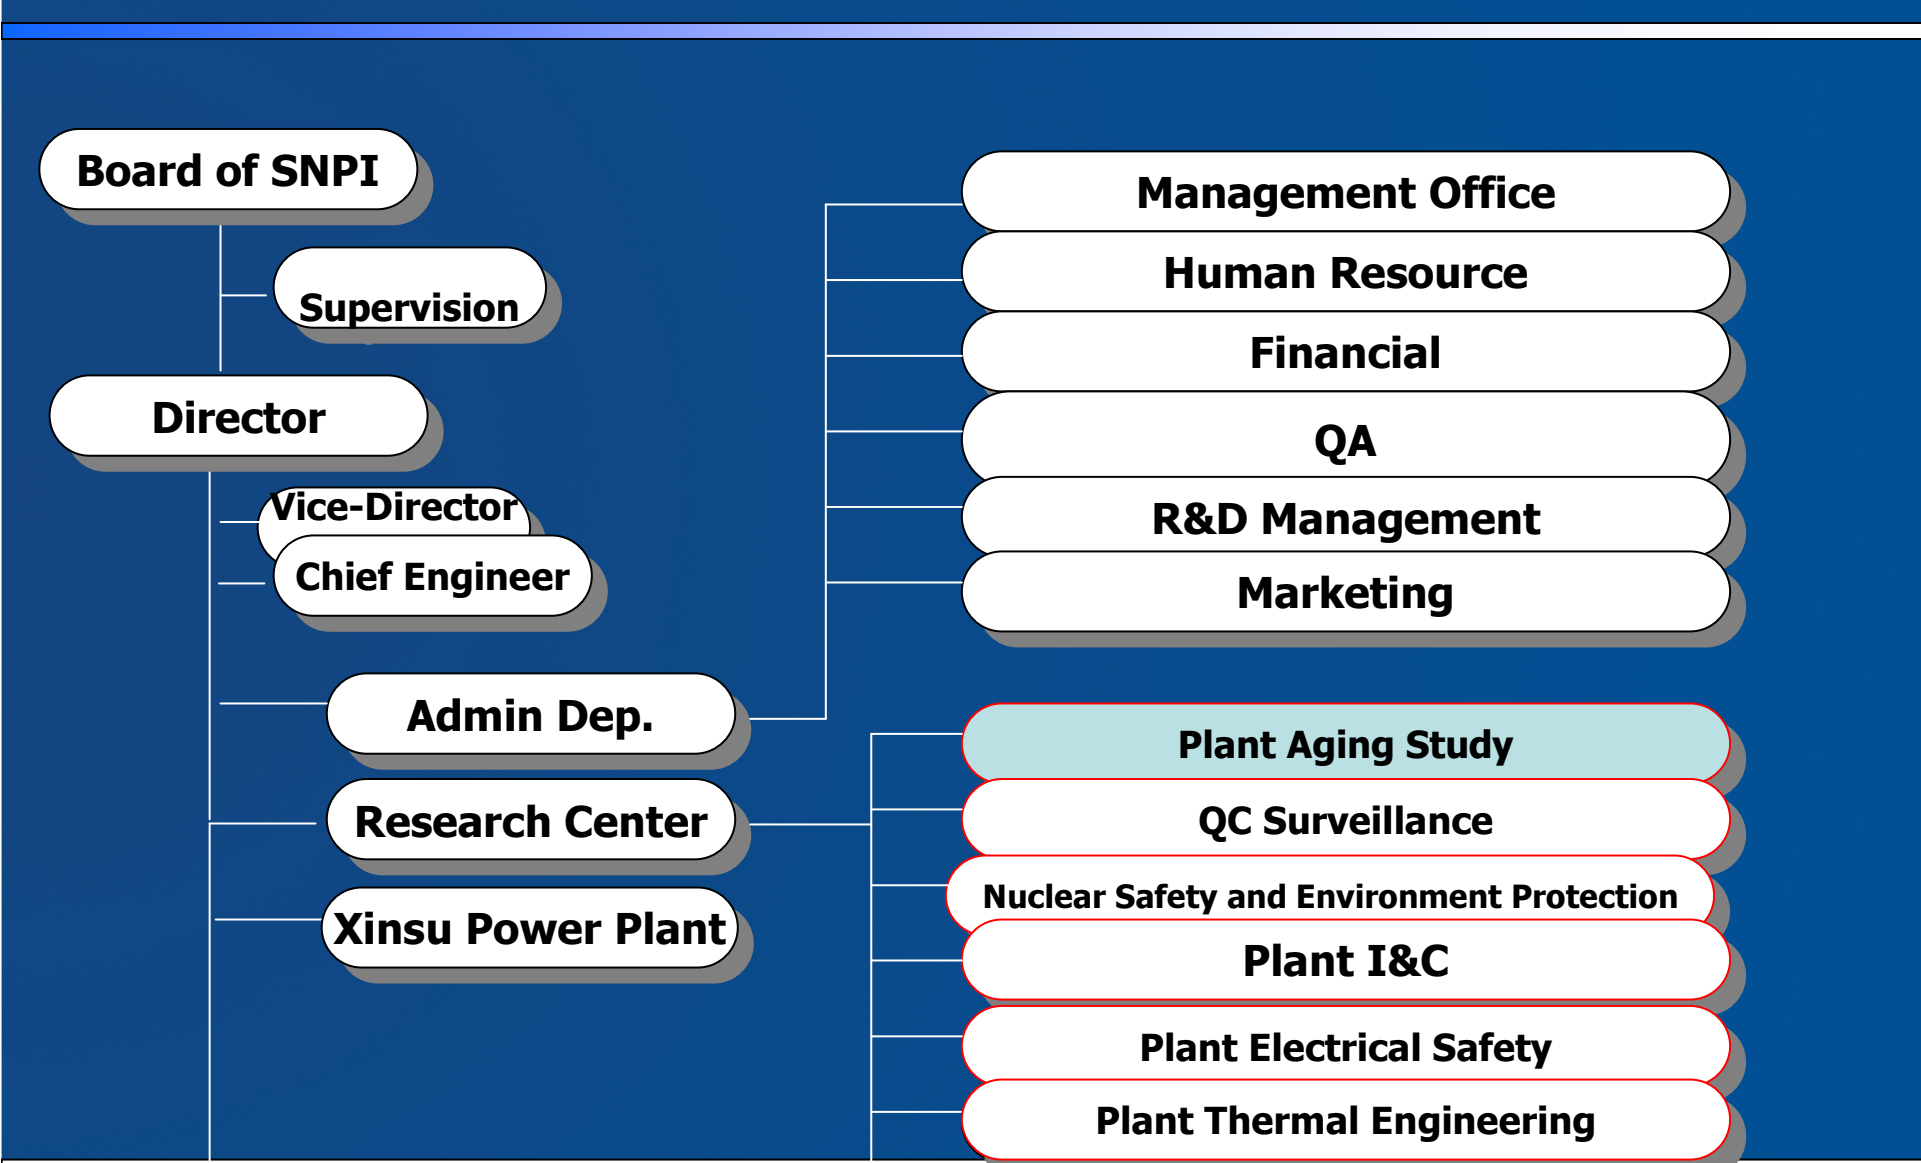 Board of SNPI
Supervision
Director
Vice-Director
Chief Engineer
Admin Dep.
Research Center
Xinsu Power Plant
Management Office
Human Resource
Financial
QA
R&D Management
Marketing
Plant Aging Study
QC Surveillance
Nuclear Safety and Environment Protection
Plant I&C
Plant Electrical Safety
Plant Thermal Engineering